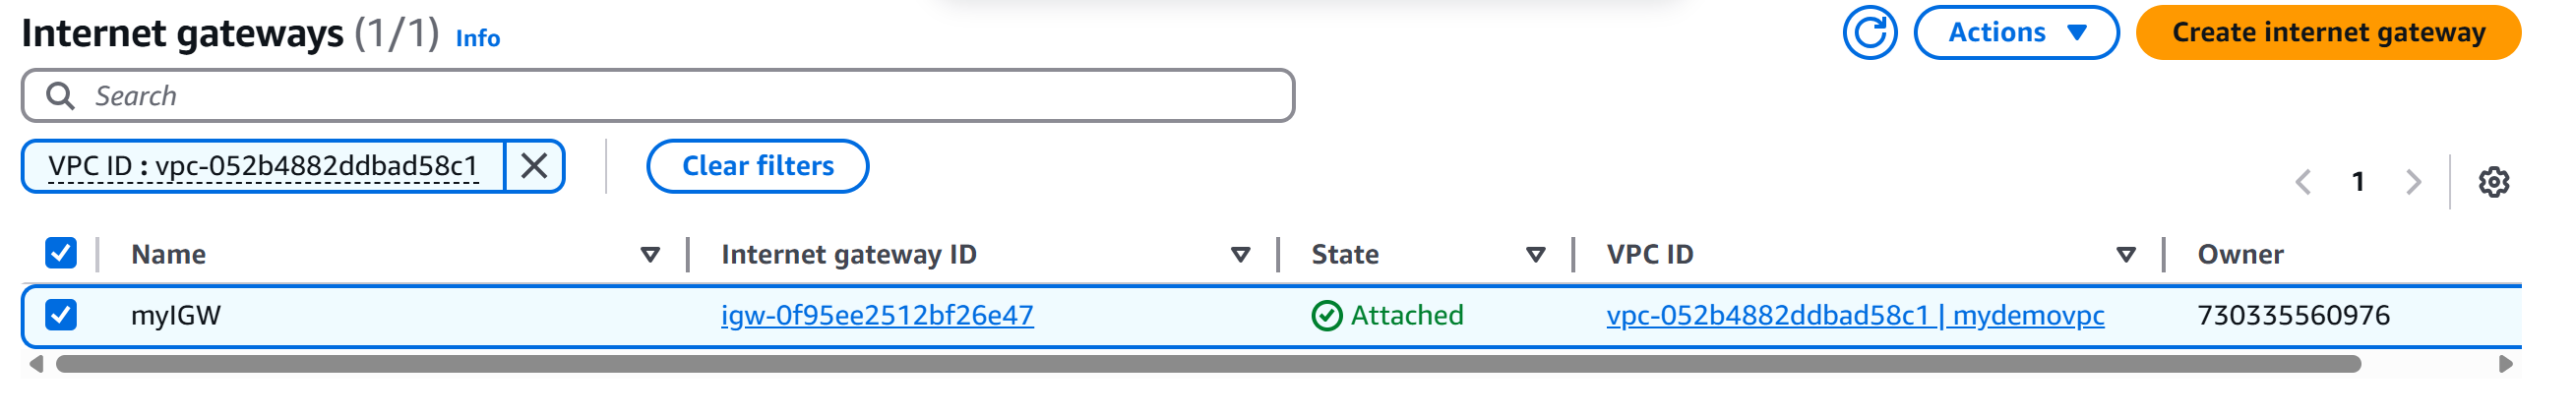 Internet gateways (1/1) Info
Actions
Create internet gateway
Search
VPC ID : vpc-052b4882ddbad58c1
Clear filters
1
Name Internet gateway ID State VPC ID Owner
myIGW igw-0f95ee2512bf26e47 Attached vpc-052b4882ddbad58c1 | mydemovpc 730335560976